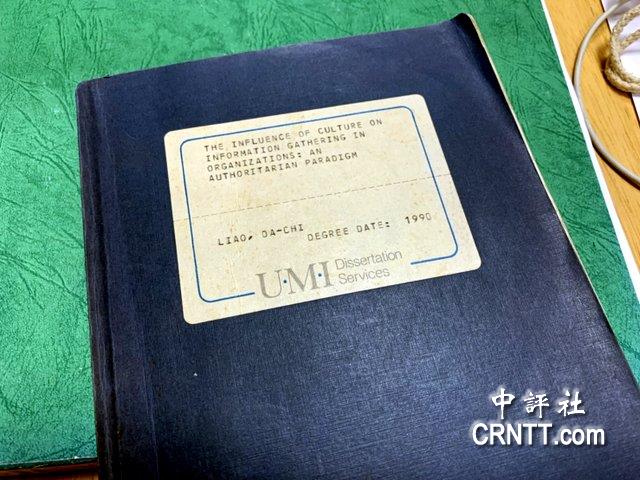 THE INFLUENCE OF CULTURE ON
INFORMATION GATHERING IN
ORGANIZATIONS: AN
AUTHORITARIAN PARADIGM
LIAO, DA-CHI
DEGREE DATE: 1990
U·M·I Dissertation
Services
中評社
CRNTT.com